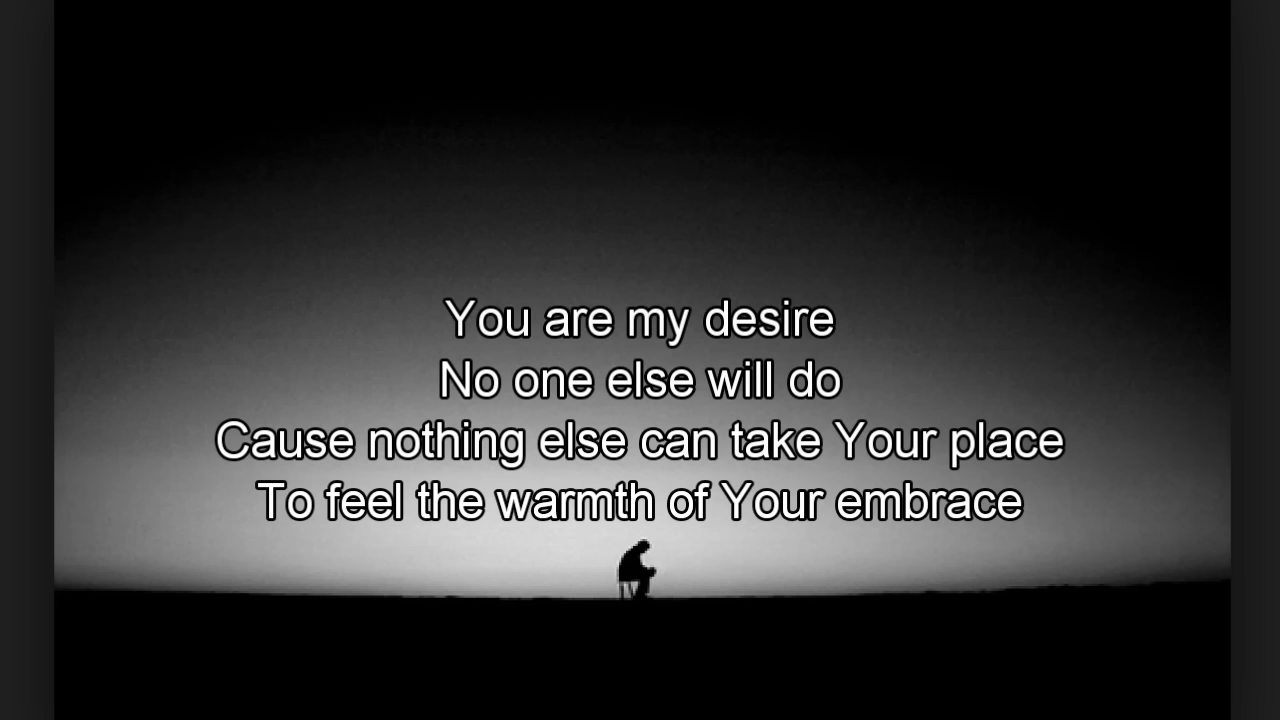 You are my desire
No one else will do
Cause nothing else can take Your place
To feel the warmth of Your embrace